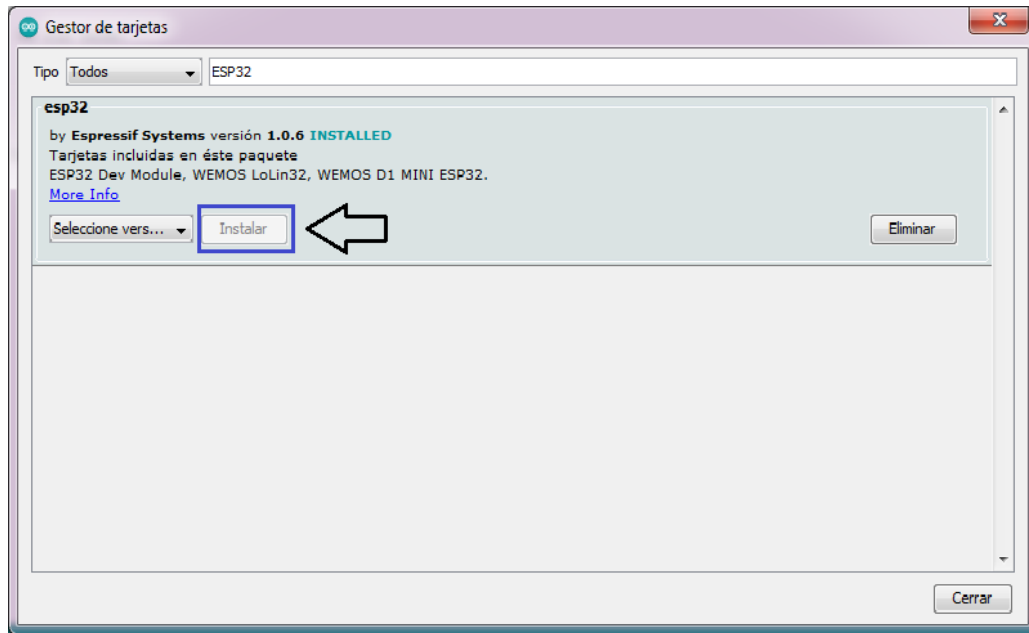 Gestor de tarjetas
Tipo Todos ESP32
esp32
by Espressif Systems versión 1.0.6 INSTALLED
Tarjetas incluidas en éste paquete
ESP32 Dev Module, WEMOS LoLin32, WEMOS D1 MINI ESP32.
More Info
Seleccione vers... Instalar Eliminar
Cerrar